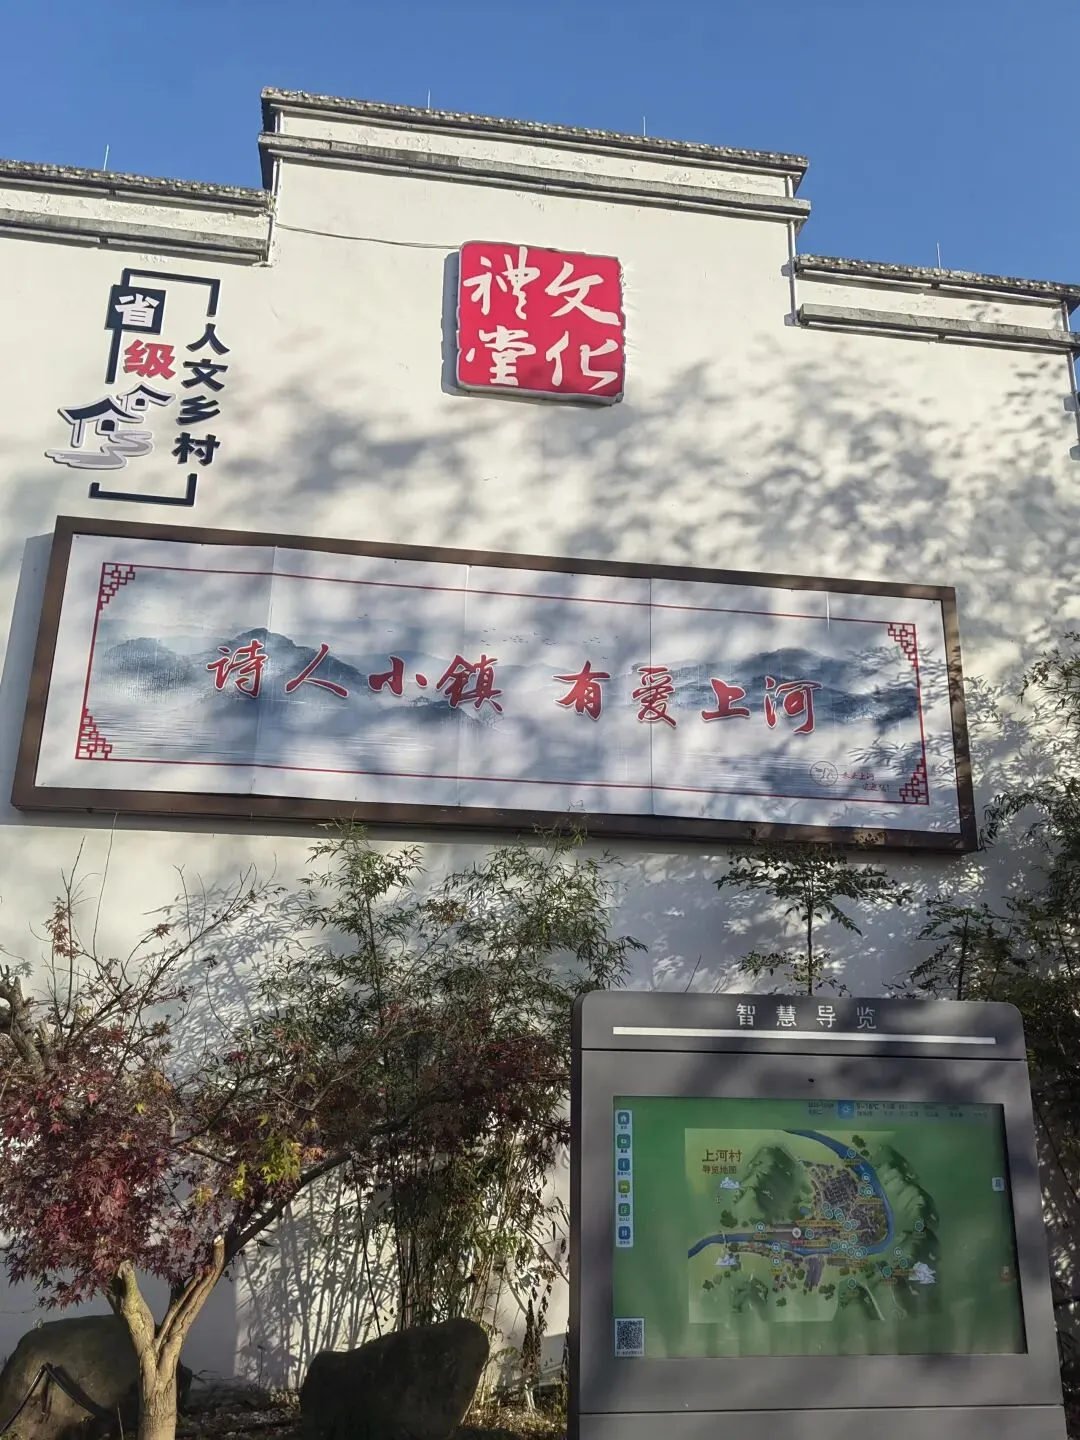 文化
禮堂
省级
人文乡村
诗人小镇 有爱上河
智慧导览
上河村
导览地图